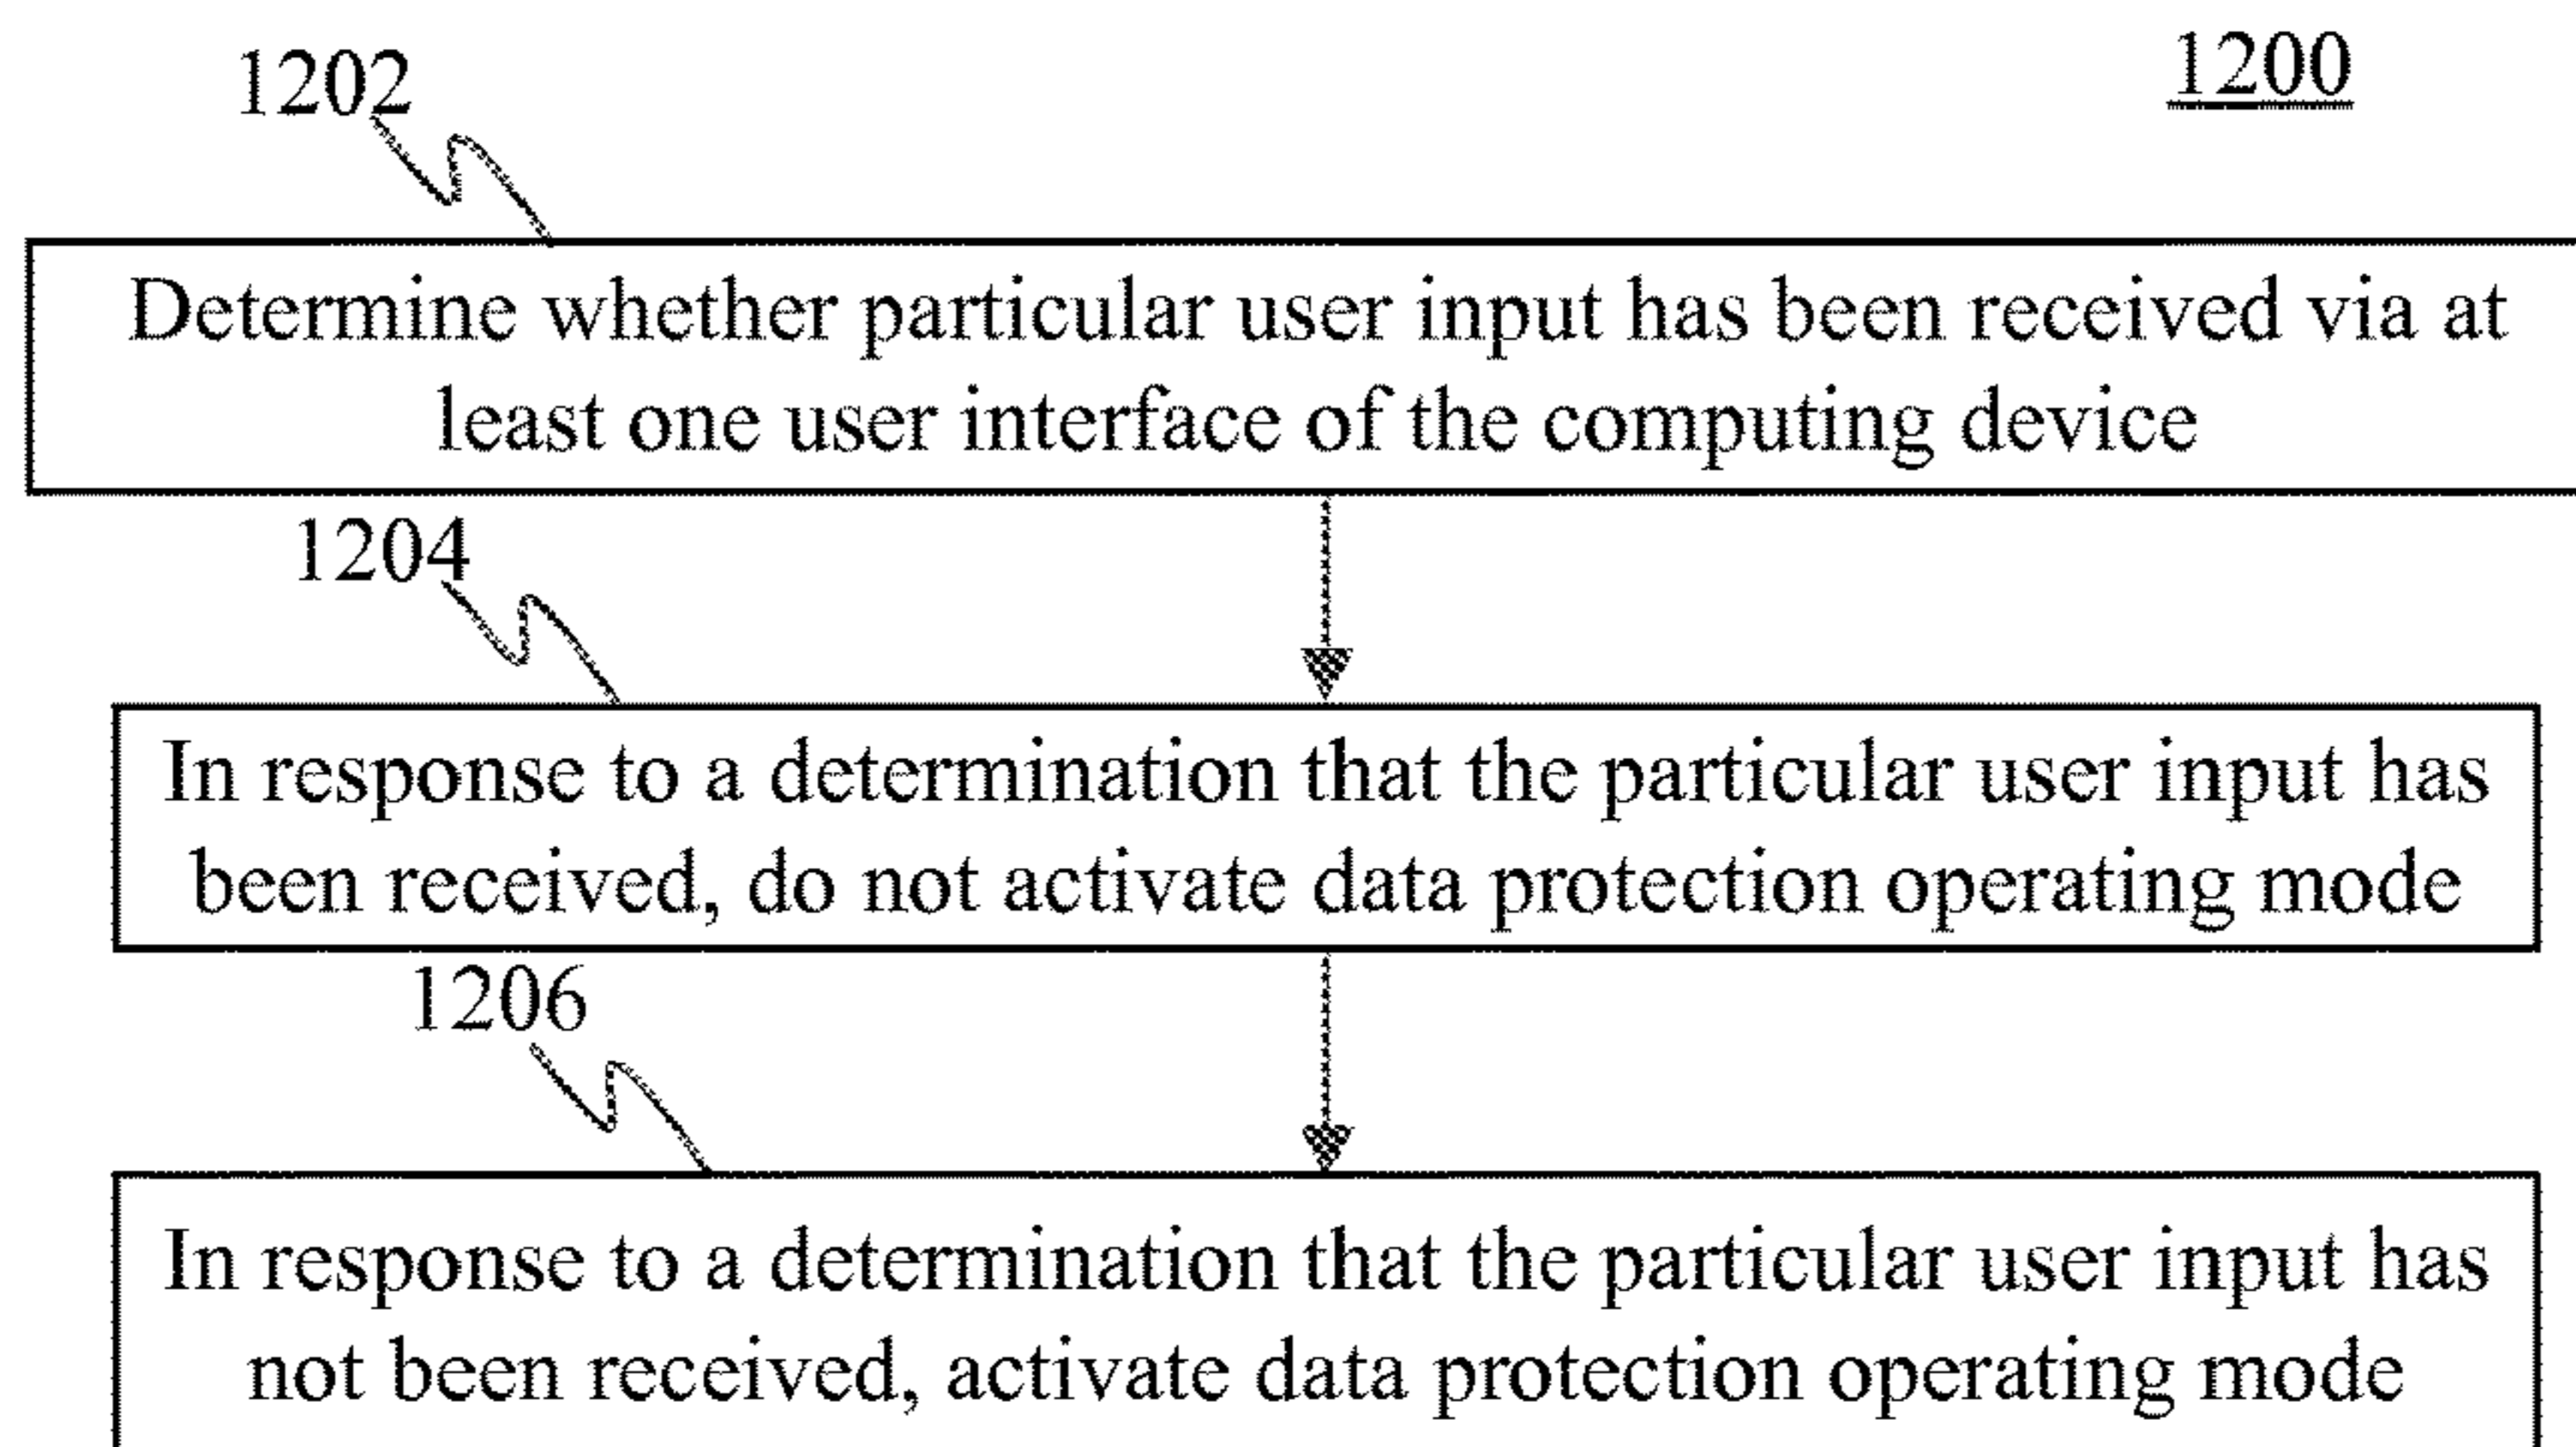 1202
1200
Determine whether particular user input has been received via at
least one user interface of the computing device
1204
In response to a determination that the particular user input has
been received, do not activate data protection operating mode
1206
In response to a determination that the particular user input has
not been received, activate data protection operating mode